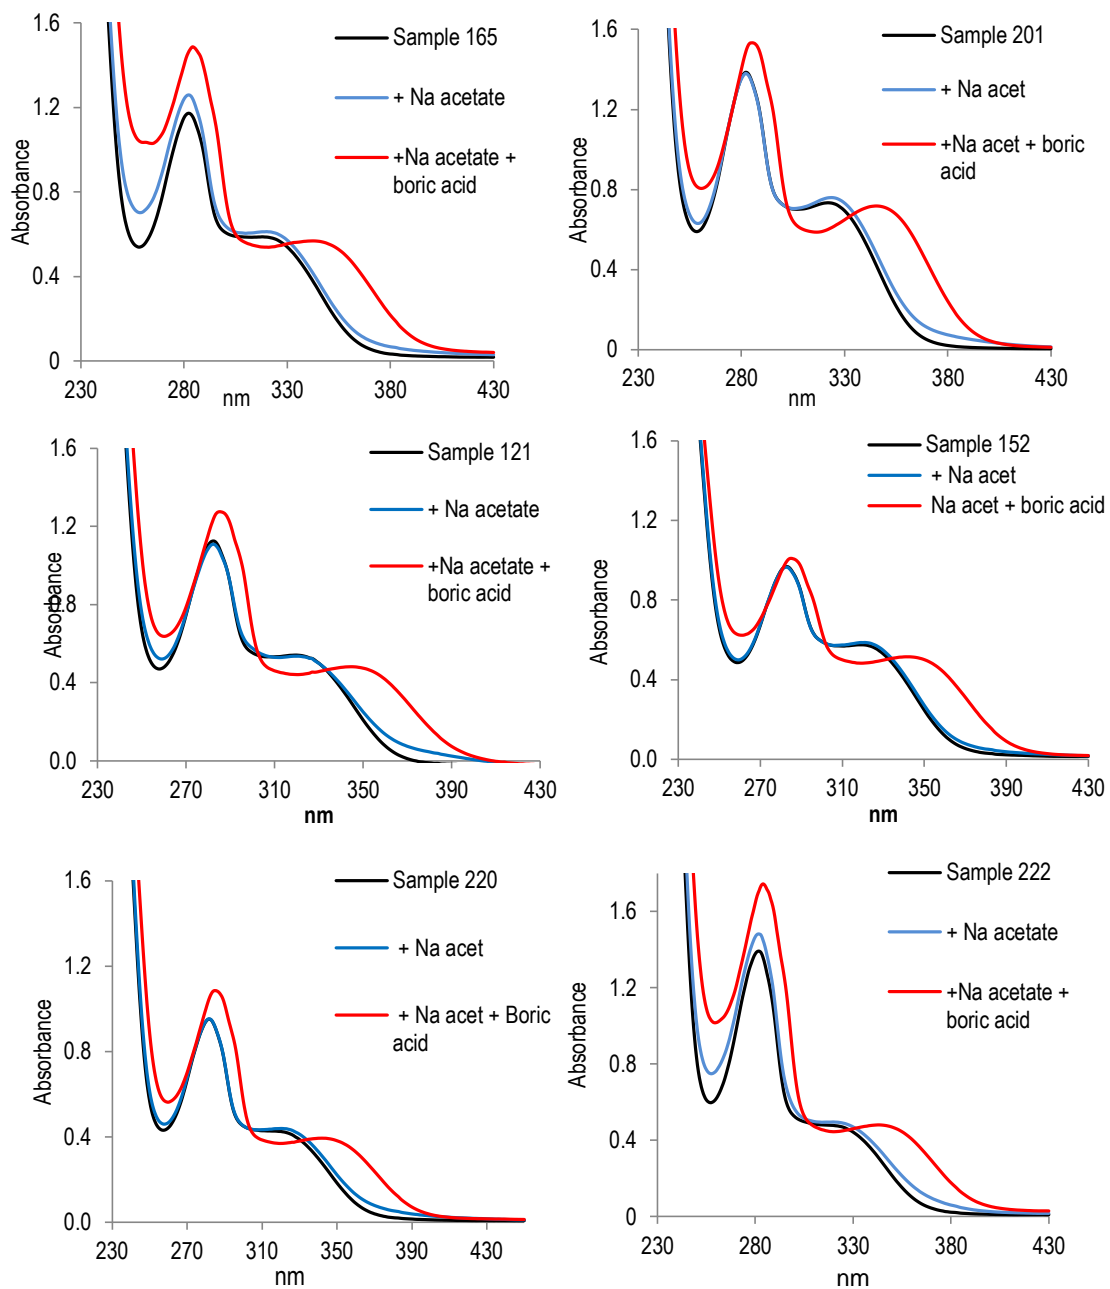 1.6
1.2
0.8
0.4
0
230
280
330
380
430
nm
Absorbance
Sample 165
+ Na acetate
+Na acetate +
boric acid
1.6
1.2
0.8
0.4
0
230
280
330
380
430
nm
Absorbance
Sample 201
+ Na acet
+Na acet + boric
acid
1.6
1.2
0.8
0.4
0.0
230
270
310
350
390
430
nm
Absorbance
Sample 121
+ Na acetate
+Na acetate +
boric acid
1.6
1.2
0.8
0.4
0.0
230
270
310
350
390
430
nm
Absorbance
Sample 152
+ Na acet
Na acet + boric acid
1.6
1.2
0.8
0.4
0.0
230
270
310
350
390
430
nm
Absorbance
Sample 220
+ Na acet
+ Na acet + Boric
acid
1.6
1.2
0.8
0.4
0
230
280
330
380
430
nm
Absorbance
Sample 222
+ Na acetate
+Na acetate +
boric acid